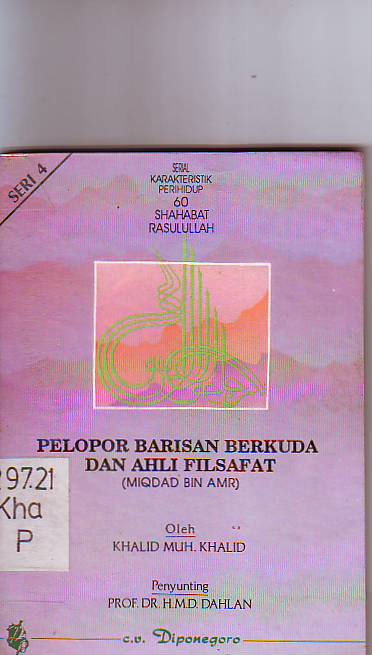 SERI 4
SERIAL
KARAKTERISTIK
PERIHIDUP
60
SHAHABAT
RASULULLAH
PELOPOR BARISAN BERKUDA
DAN AHLI FILSAFAT
(MIQDAD BIN AMR)
297.21
Kha
P
Oleh
KHALID MUH. KHALID
Penyunting
PROF. DR. H.M.D. DAHLAN
c.v. Diponegoro